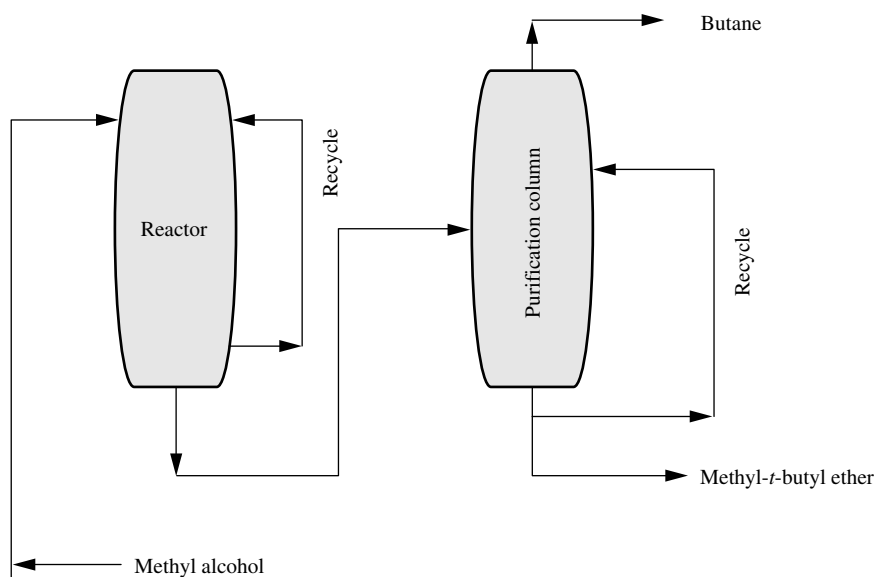 Butane
Recycle
Reactor
Purification column
Recycle
Methyl-t-butyl ether
Methyl alcohol